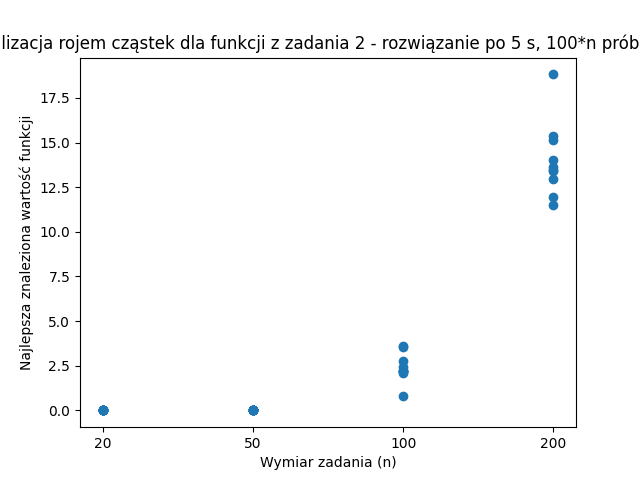 lizacja rojem cząstek dla funkcji z zadania 2 - rozwiązanie po 5 s, 100*n prób
Najlepsza znaleziona wartość funkcji
17.5
15.0
12.5
10.0
7.5
5.0
2.5
0.0
20 50 100 200
Wymiar zadania (n)